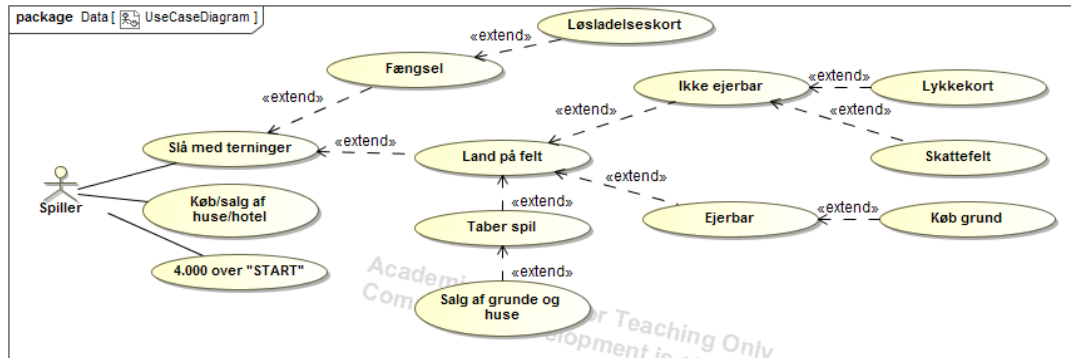 package Data [ UseCaseDiagram ]
Løsladelseskort
«extend»
Fængsel
«extend»
Ikke ejerbar
«extend»
Lykkekort
«extend»
«extend»
Slå med terninger
«extend»
Land på felt
Skattefelt
«extend»
Spiller
Køb/salg af
huse/hotel
«extend»
Ejerbar
«extend»
Køb grund
Taber spil
4.000 over "START"
«extend»
Salg af grunde og
huse
Academi
Com
or Teaching Only
elopment is